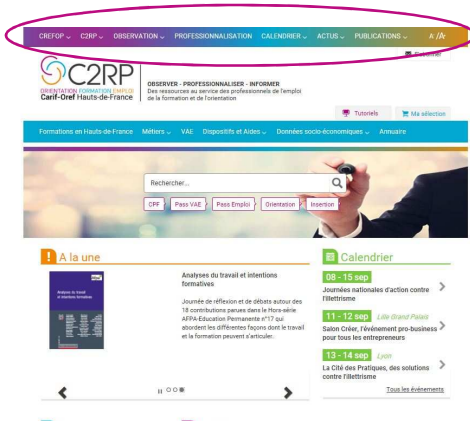 CREFOP C2RP OBSERVATION PROFESSIONNALISATION CALENDRIER ACTUS PUBLICATIONS A //A
C2RP
ORIENTATION FORMATION EMPLOI
Carif-Oref Hauts-de-France
OBSERVER - PROFESSIONNALISER - INFORMER
Des ressources au service des professionnels de l'emploi
de la formation et de l'orientation
Tutoriels Ma sélection
Formations en Hauts-de-France Métiers VAE Dispositifs et Aides Données socio-économiques Annuaire
Rechercher...
CPF Pass VAE Pass Emploi Orientation Insertion
A la une
Analyses du travail et intentions
formatives
Journée de réflexion et de débats autour des
18 contributions parues dans le Hors-série
AFPA-Education Permanente n°17 qui
abordent les différentes façons dont le travail
et la formation peuvent s'articuler.
Calendrier
08 - 15 sep
Journées nationales d'action contre
l'illettrisme
11 - 12 sep Lille Grand Palais
Salon Créer, l'événement pro-business
pour tous les entrepreneurs
13 - 14 sep Lyon
La Cité des Pratiques, des solutions
contre l'illettrisme
Tous les événements